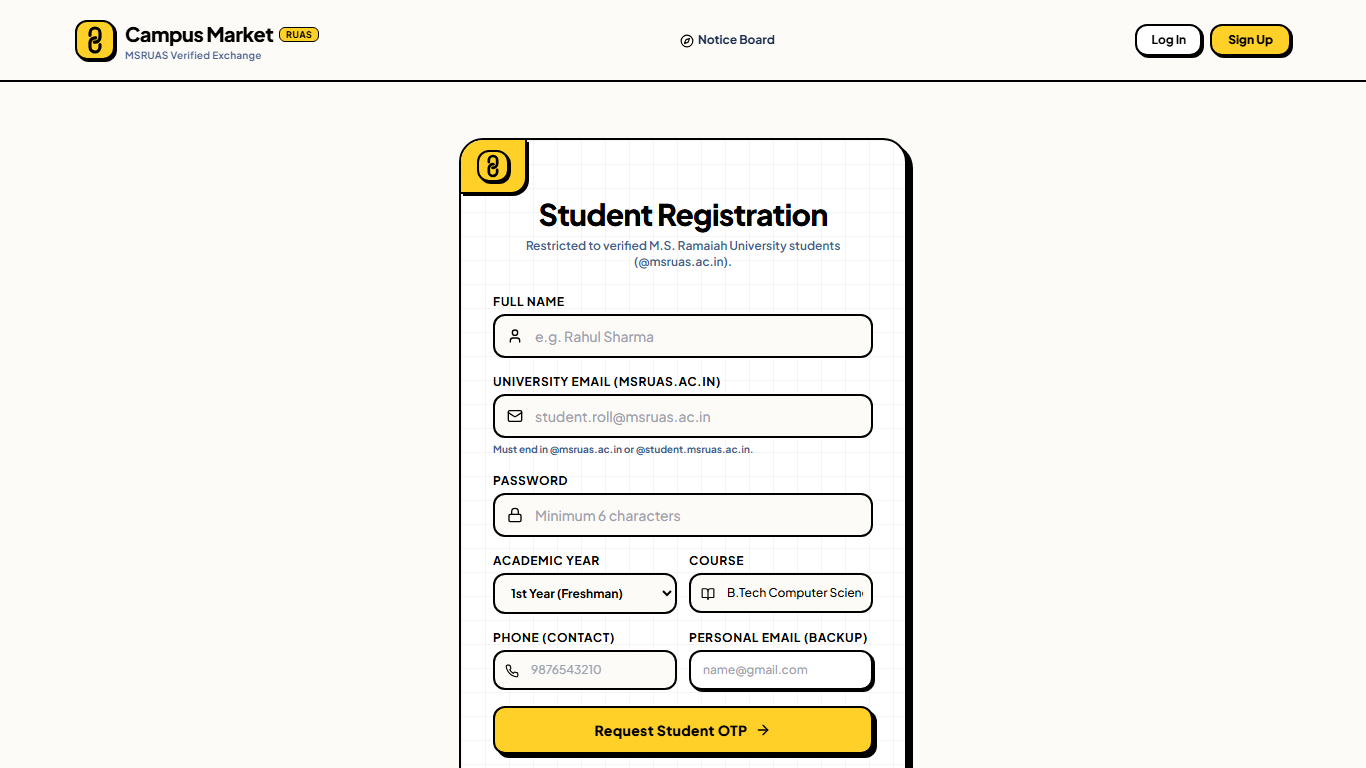 Campus Market RUAS
MSRUAS Verified Exchange
Notice Board
Log In
Sign Up
Student Registration
Restricted to verified M.S. Ramaiah University students
(@msruas.ac.in).
FULL NAME
e.g. Rahul Sharma
UNIVERSITY EMAIL (MSRUAS.AC.IN)
student.roll@msruas.ac.in
Must end in @msruas.ac.in or @student.msruas.ac.in.
PASSWORD
Minimum 6 characters
ACADEMIC YEAR
COURSE
1st Year (Freshman)
B.Tech Computer Scien
PHONE (CONTACT)
PERSONAL EMAIL (BACKUP)
9876543210
name@gmail.com
Request Student OTP